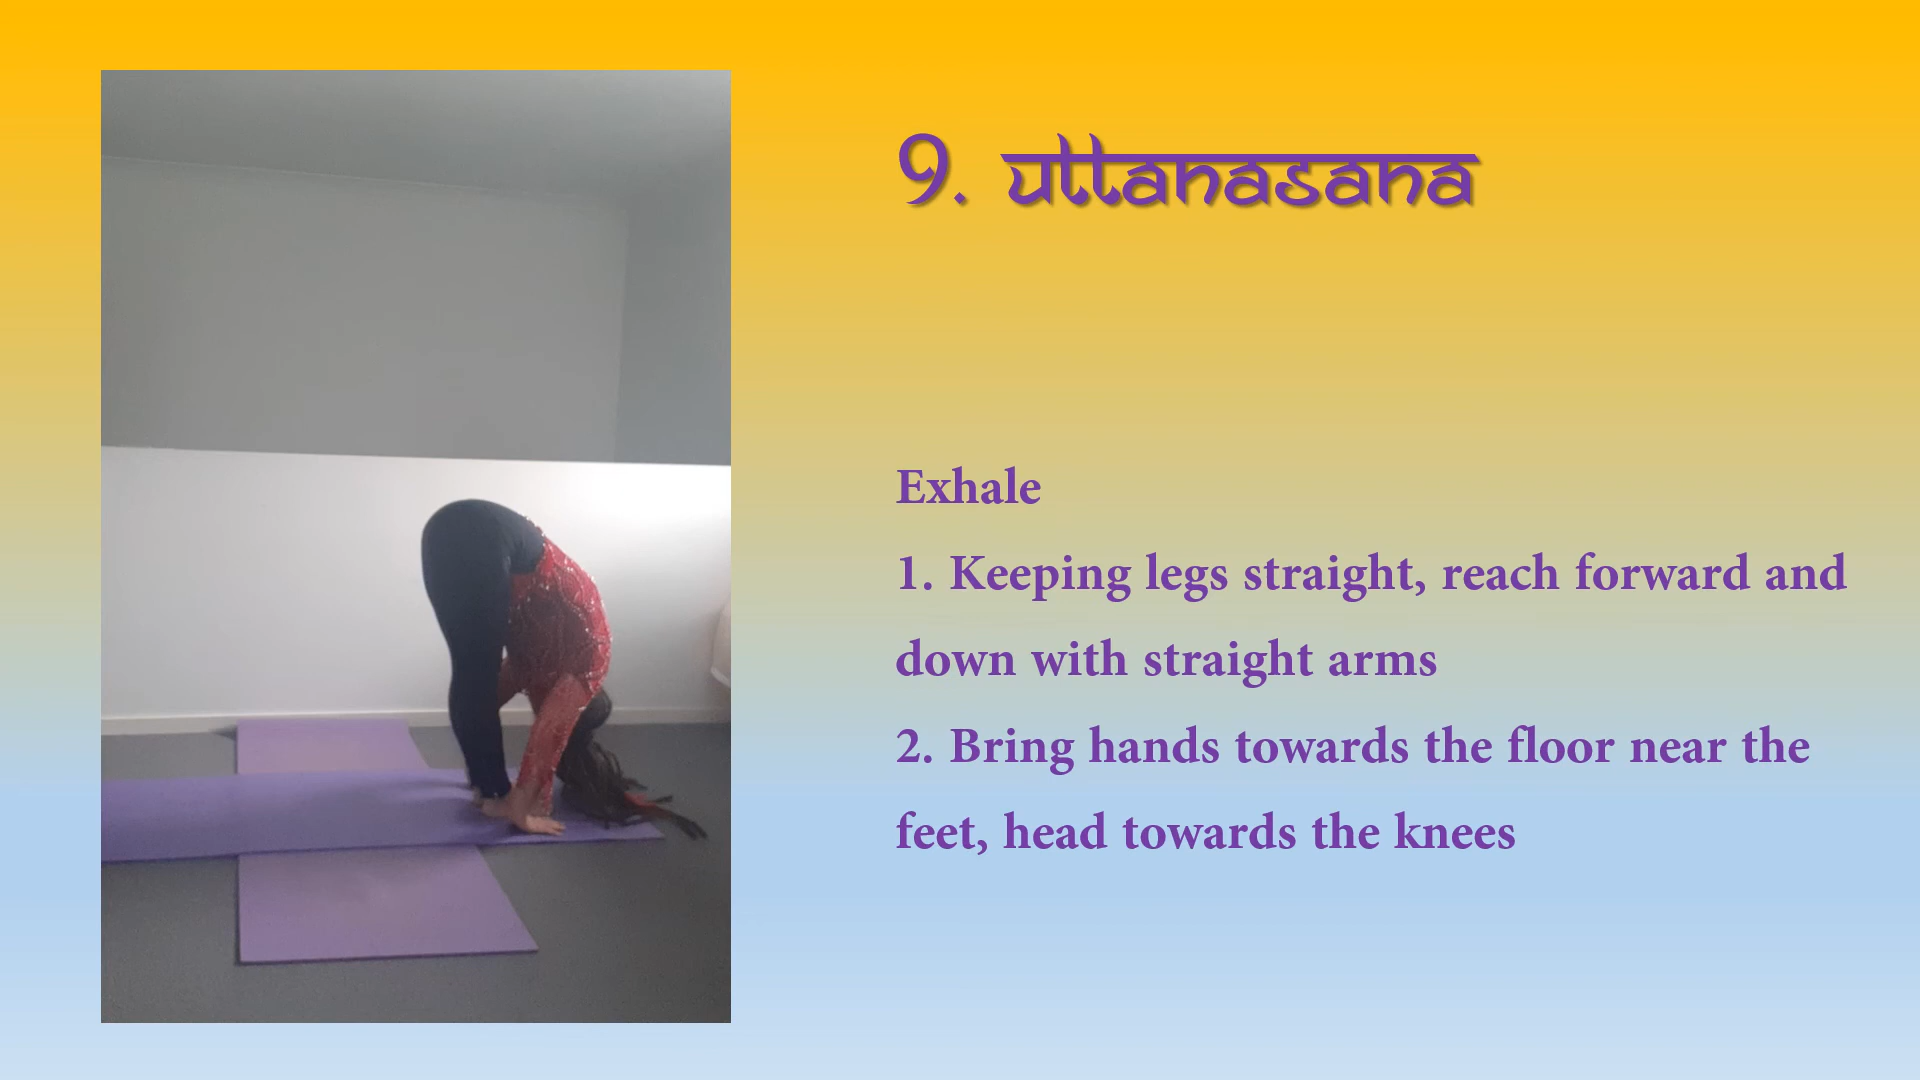 9. Uttanasana
Exhale
1. Keeping legs straight, reach forward and
down with straight arms
2. Bring hands towards the floor near the
feet, head towards the knees